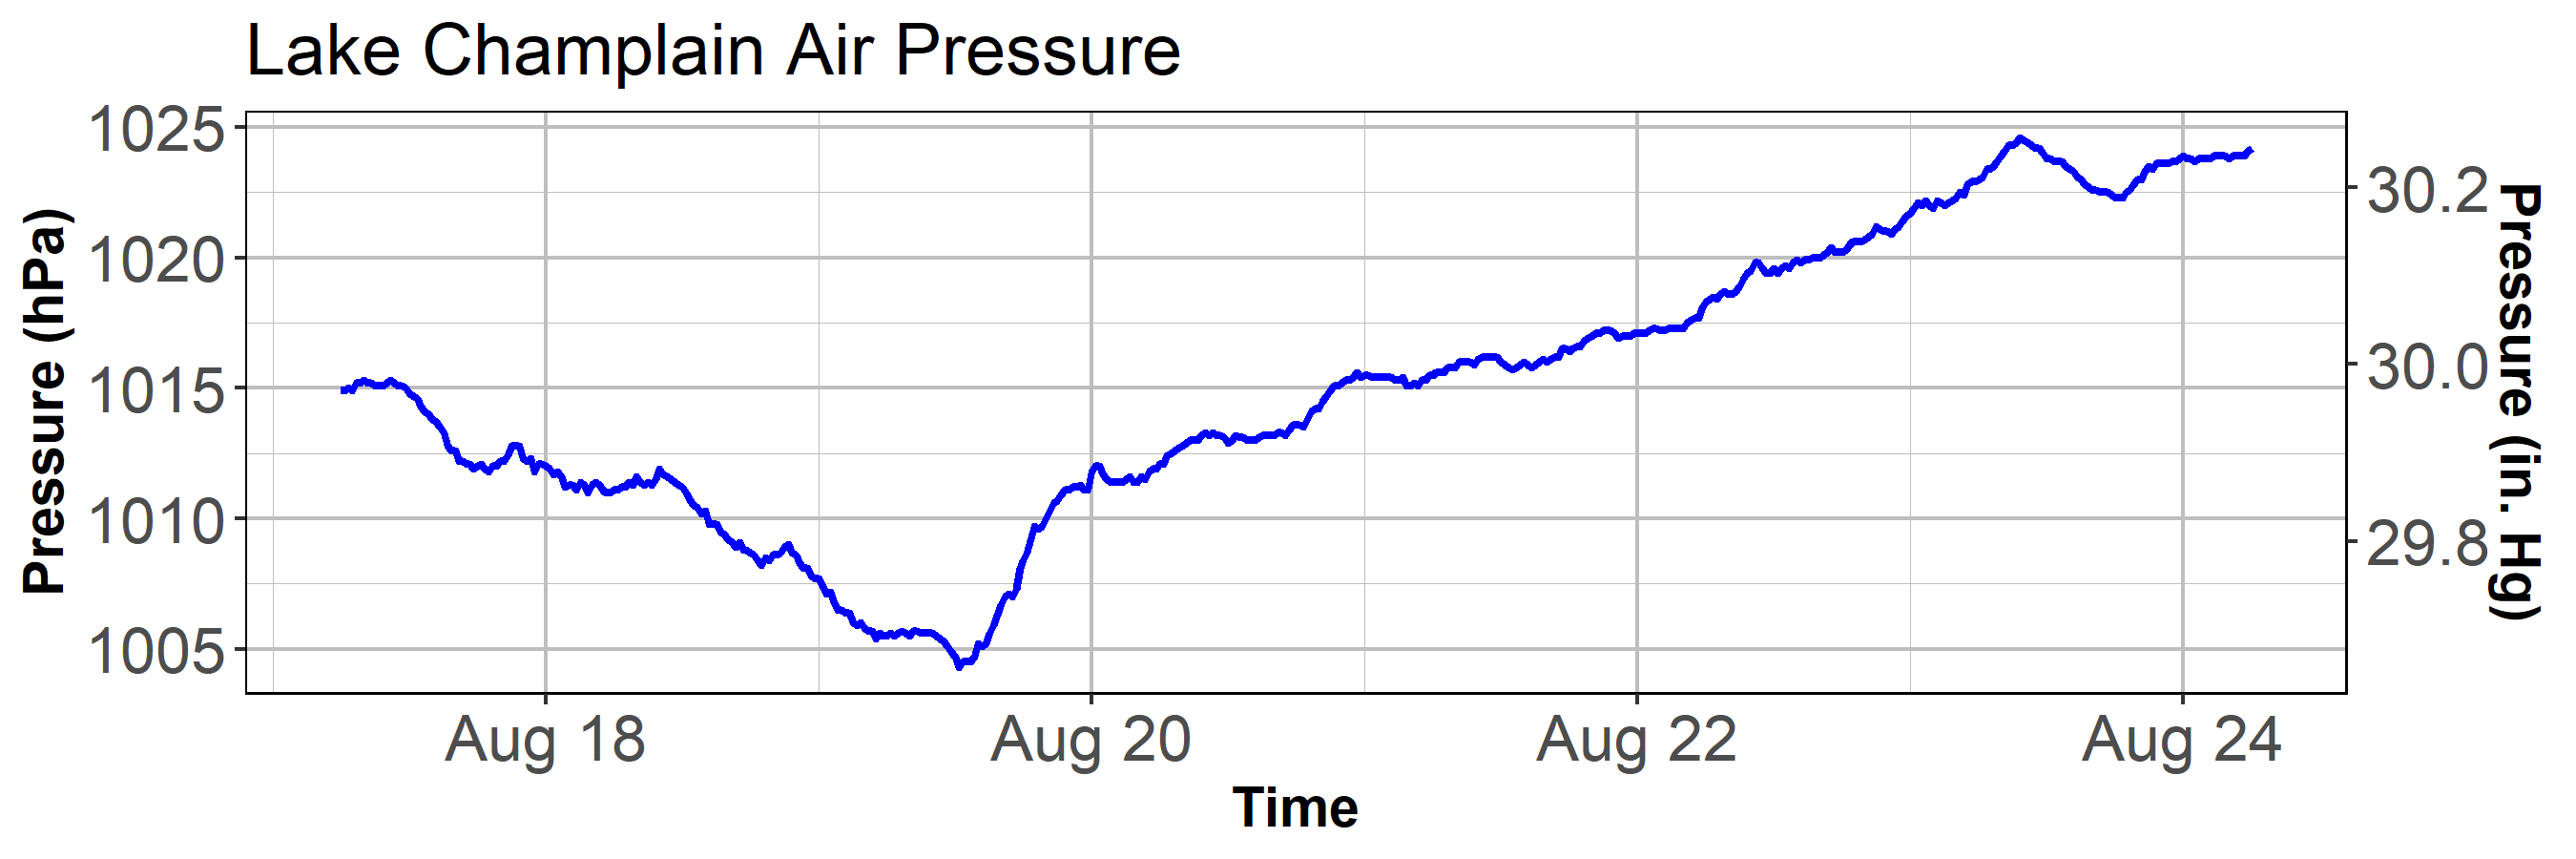 Lake Champlain Air Pressure
1025
1020
1015
1010
1005
Pressure (hPa)
30.2
30.0
29.8
Pressure (in. Hg)
Aug 18
Aug 20
Aug 22
Aug 24
Time